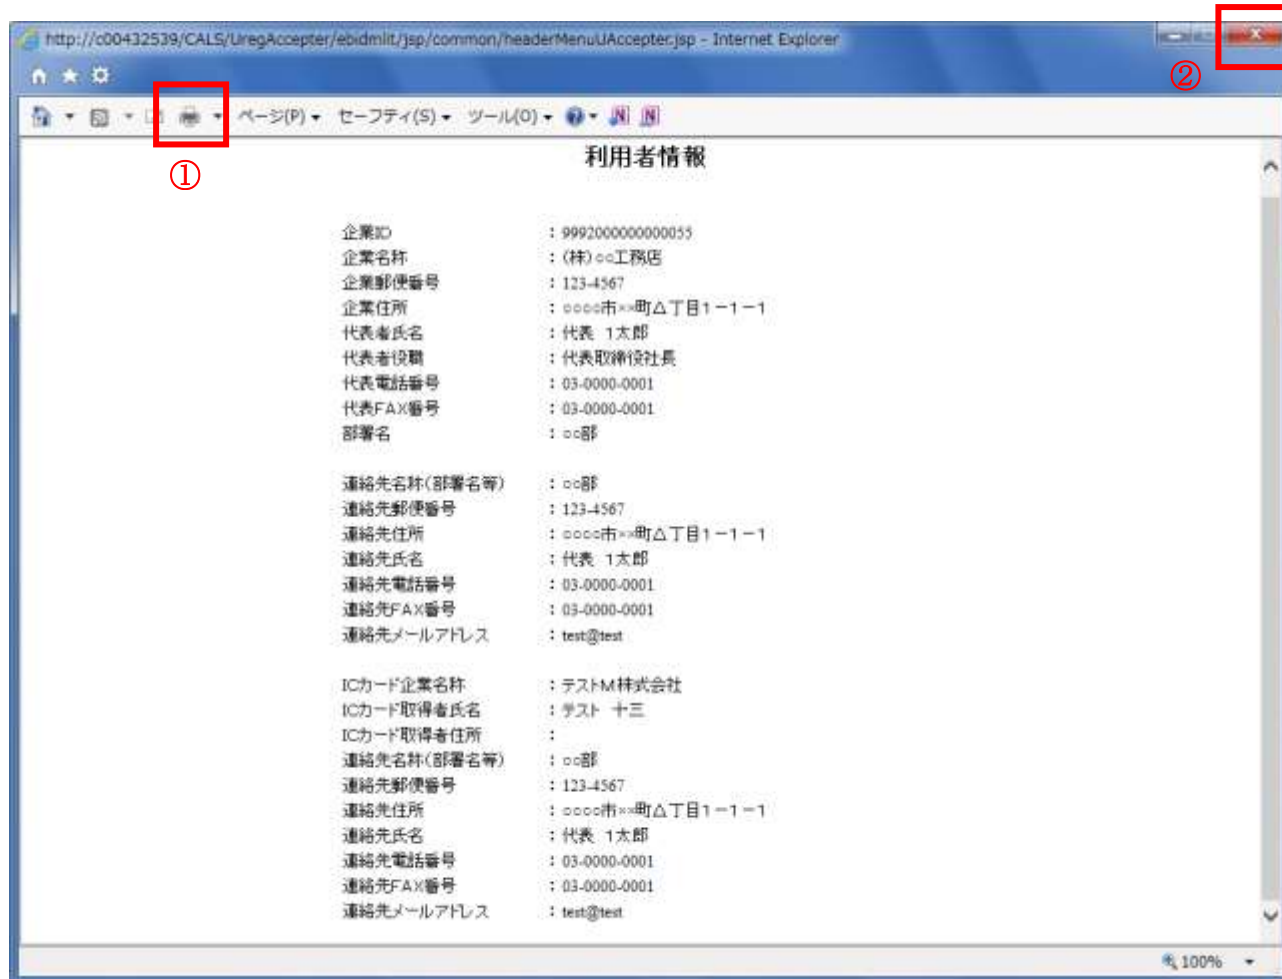 http://c00432539/CALS/UregAccepter/ebidmlit/jsp/common/headerMenuUAccepter.jsp - Internet Explorer
②
ページ(P) セーフティ(S) ツール(O)
①
利用者情報
企業ID : 9992000000000055
企業名称 : (株)○○工務店
企業郵便番号 : 123-4567
企業住所 : ○○○○市××町△丁目1－1－1
代表者氏名 : 代表 1太郎
代表者役職 : 代表取締役社長
代表電話番号 : 03-0000-0001
代表FAX番号 : 03-0000-0001
部署名 : ○○部
連絡先名称(部署名等) : ○○部
連絡先郵便番号 : 123-4567
連絡先住所 : ○○○○市××町△丁目1－1－1
連絡先氏名 : 代表 1太郎
連絡先電話番号 : 03-0000-0001
連絡先FAX番号 : 03-0000-0001
連絡先メールアドレス : test@test
ICカード企業名称 : テストM株式会社
ICカード取得者氏名 : テスト 十三
ICカード取得者住所 :
連絡先名称(部署名等) : ○○部
連絡先郵便番号 : 123-4567
連絡先住所 : ○○○○市××町△丁目1－1－1
連絡先氏名 : 代表 1太郎
連絡先電話番号 : 03-0000-0001
連絡先FAX番号 : 03-0000-0001
連絡先メールアドレス : test@test
100%